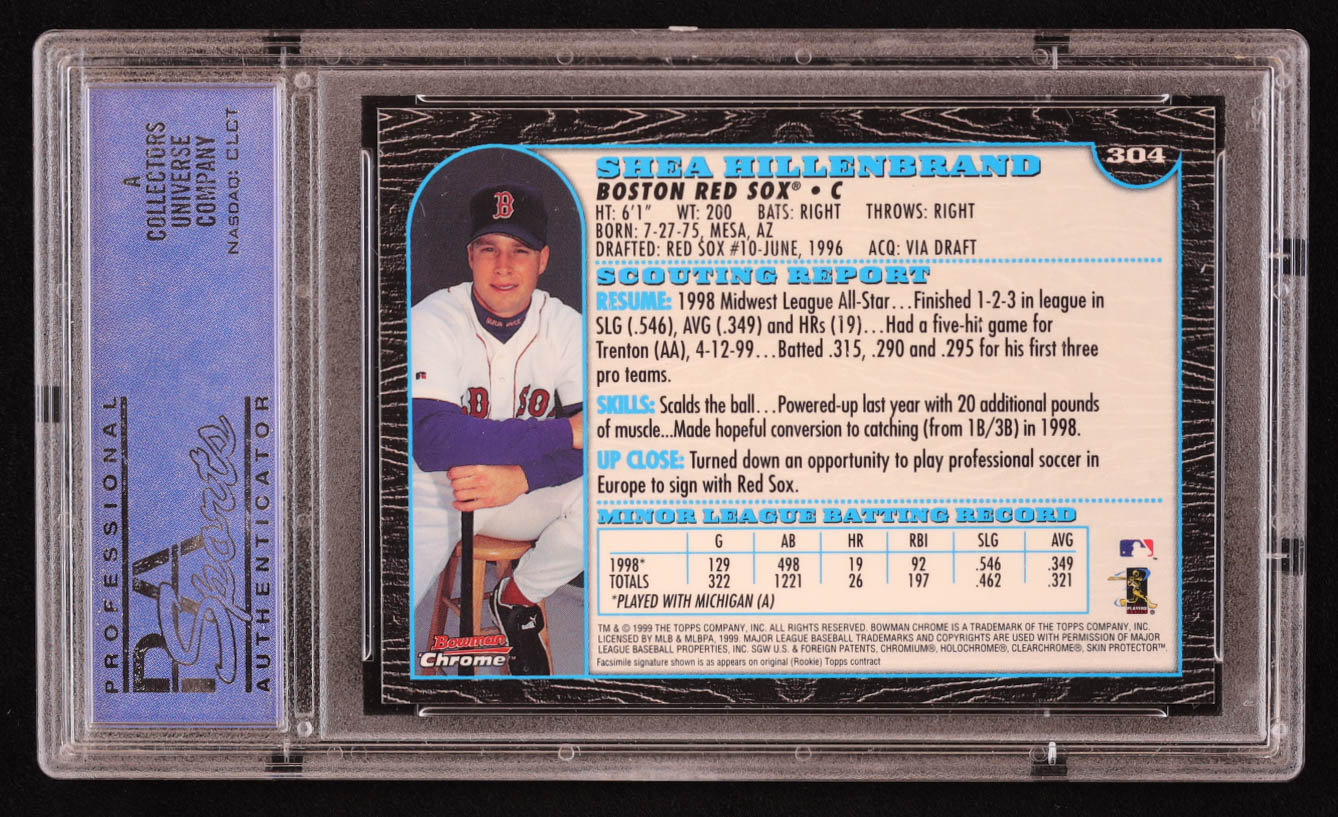 A
COLLECTORS
UNIVERSE
COMPANY
NASDAQ: CLCT
PROFESSIONAL
PSA
Sports
AUTHENTICATOR
304
SHEA HILLENBRAND
BOSTON RED SOX® • C
HT: 6'1" WT: 200 BATS: RIGHT THROWS: RIGHT
BORN: 7-27-75, MESA, AZ
DRAFTED: RED SOX #10-JUNE, 1996 ACQ: VIA DRAFT
SCOUTING REPORT
RESUME: 1998 Midwest League All-Star...Finished 1-2-3 in league in
SLG (.546), AVG (.349) and HRs (19)...Had a five-hit game for
Trenton (AA), 4-12-99...Batted .315, .290 and .295 for his first three
pro teams.
SKILLS: Scalds the ball...Powered-up last year with 20 additional pounds
of muscle...Made hopeful conversion to catching (from 1B/3B) in 1998.
UP CLOSE: Turned down an opportunity to play professional soccer in
Europe to sign with Red Sox.
MINOR LEAGUE BATTING RECORD
G AB HR RBI SLG AVG
1998* 129 498 19 92 .546 .349
TOTALS 322 1221 26 197 .462 .321
*PLAYED WITH MICHIGAN (A)
TM & © 1999 THE TOPPS COMPANY, INC. ALL RIGHTS RESERVED. BOWMAN CHROME IS A TRADEMARK OF THE TOPPS COMPANY, INC.
LICENSED BY MLB & MLBPA, 1999. MAJOR LEAGUE BASEBALL TRADEMARKS AND COPYRIGHTS ARE USED WITH PERMISSION OF MAJOR
LEAGUE BASEBALL PROPERTIES, INC. SGW U.S. & FOREIGN PATENTS, CHROMIUM®, HOLOCHROME®, CLEARCHROME®, SKIN PROTECTOR™.
Facsimile signature shown is as appears on original (Rookie) Topps contract
B
D SO
Bowman
Chrome
PLAYERS